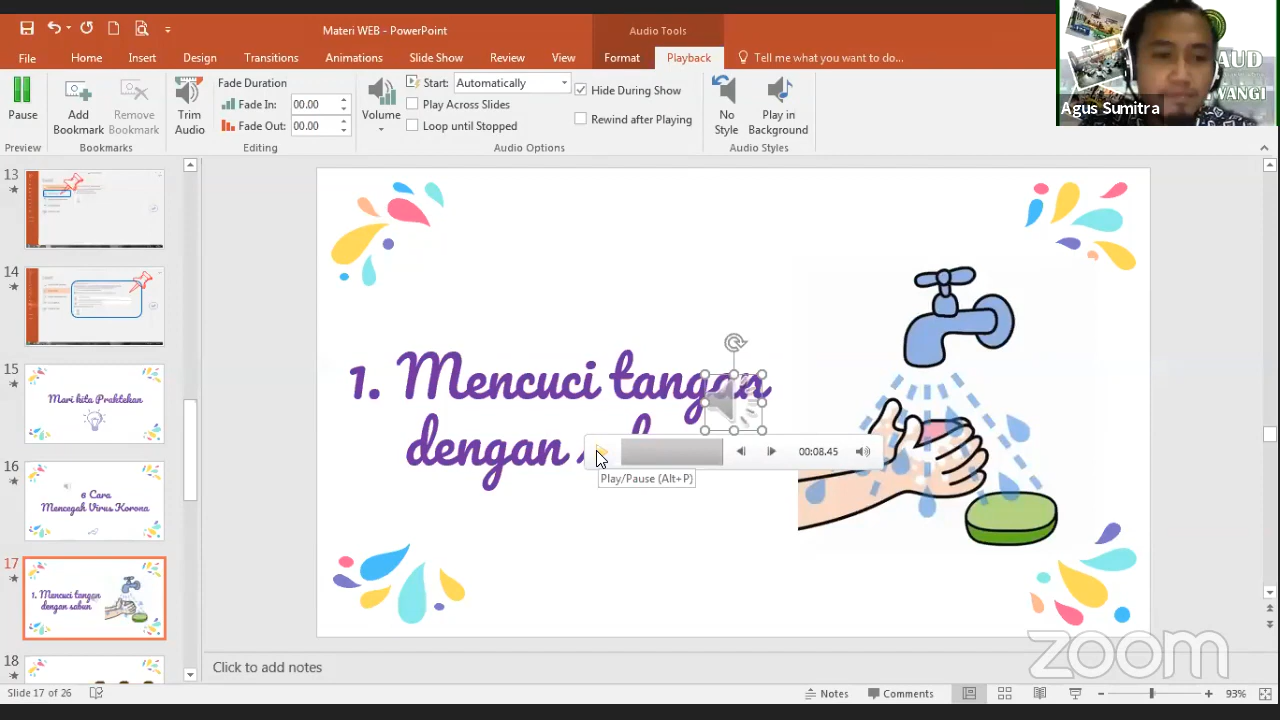 Materi WEB - PowerPoint
Audio Tools
File Home Insert Design Transitions Animations Slide Show Review View Format Playback Tell me what you want to do...
Pause
Preview
Add
Bookmark
Remove
Bookmark
Bookmarks
Trim
Audio
Fade Duration
Fade In: 00.00
Fade Out: 00.00
Editing
Volume
Start: Automatically
Play Across Slides
Loop until Stopped
Hide During Show
Rewind after Playing
Audio Options
No
Style
Play in
Background
Audio Styles
AUD
VANGI
Agus Sumitra
13
14
15
Mari kita Praktekan
16
6 Cara
Mencegah Virus Korona
17
1. Mencuci tangan
dengan sabun
18
1. Mencuci tangan
dengan
00:08.45
Play/Pause (Alt+P)
zoom
Click to add notes
Slide 17 of 26
Notes
Comments
93%